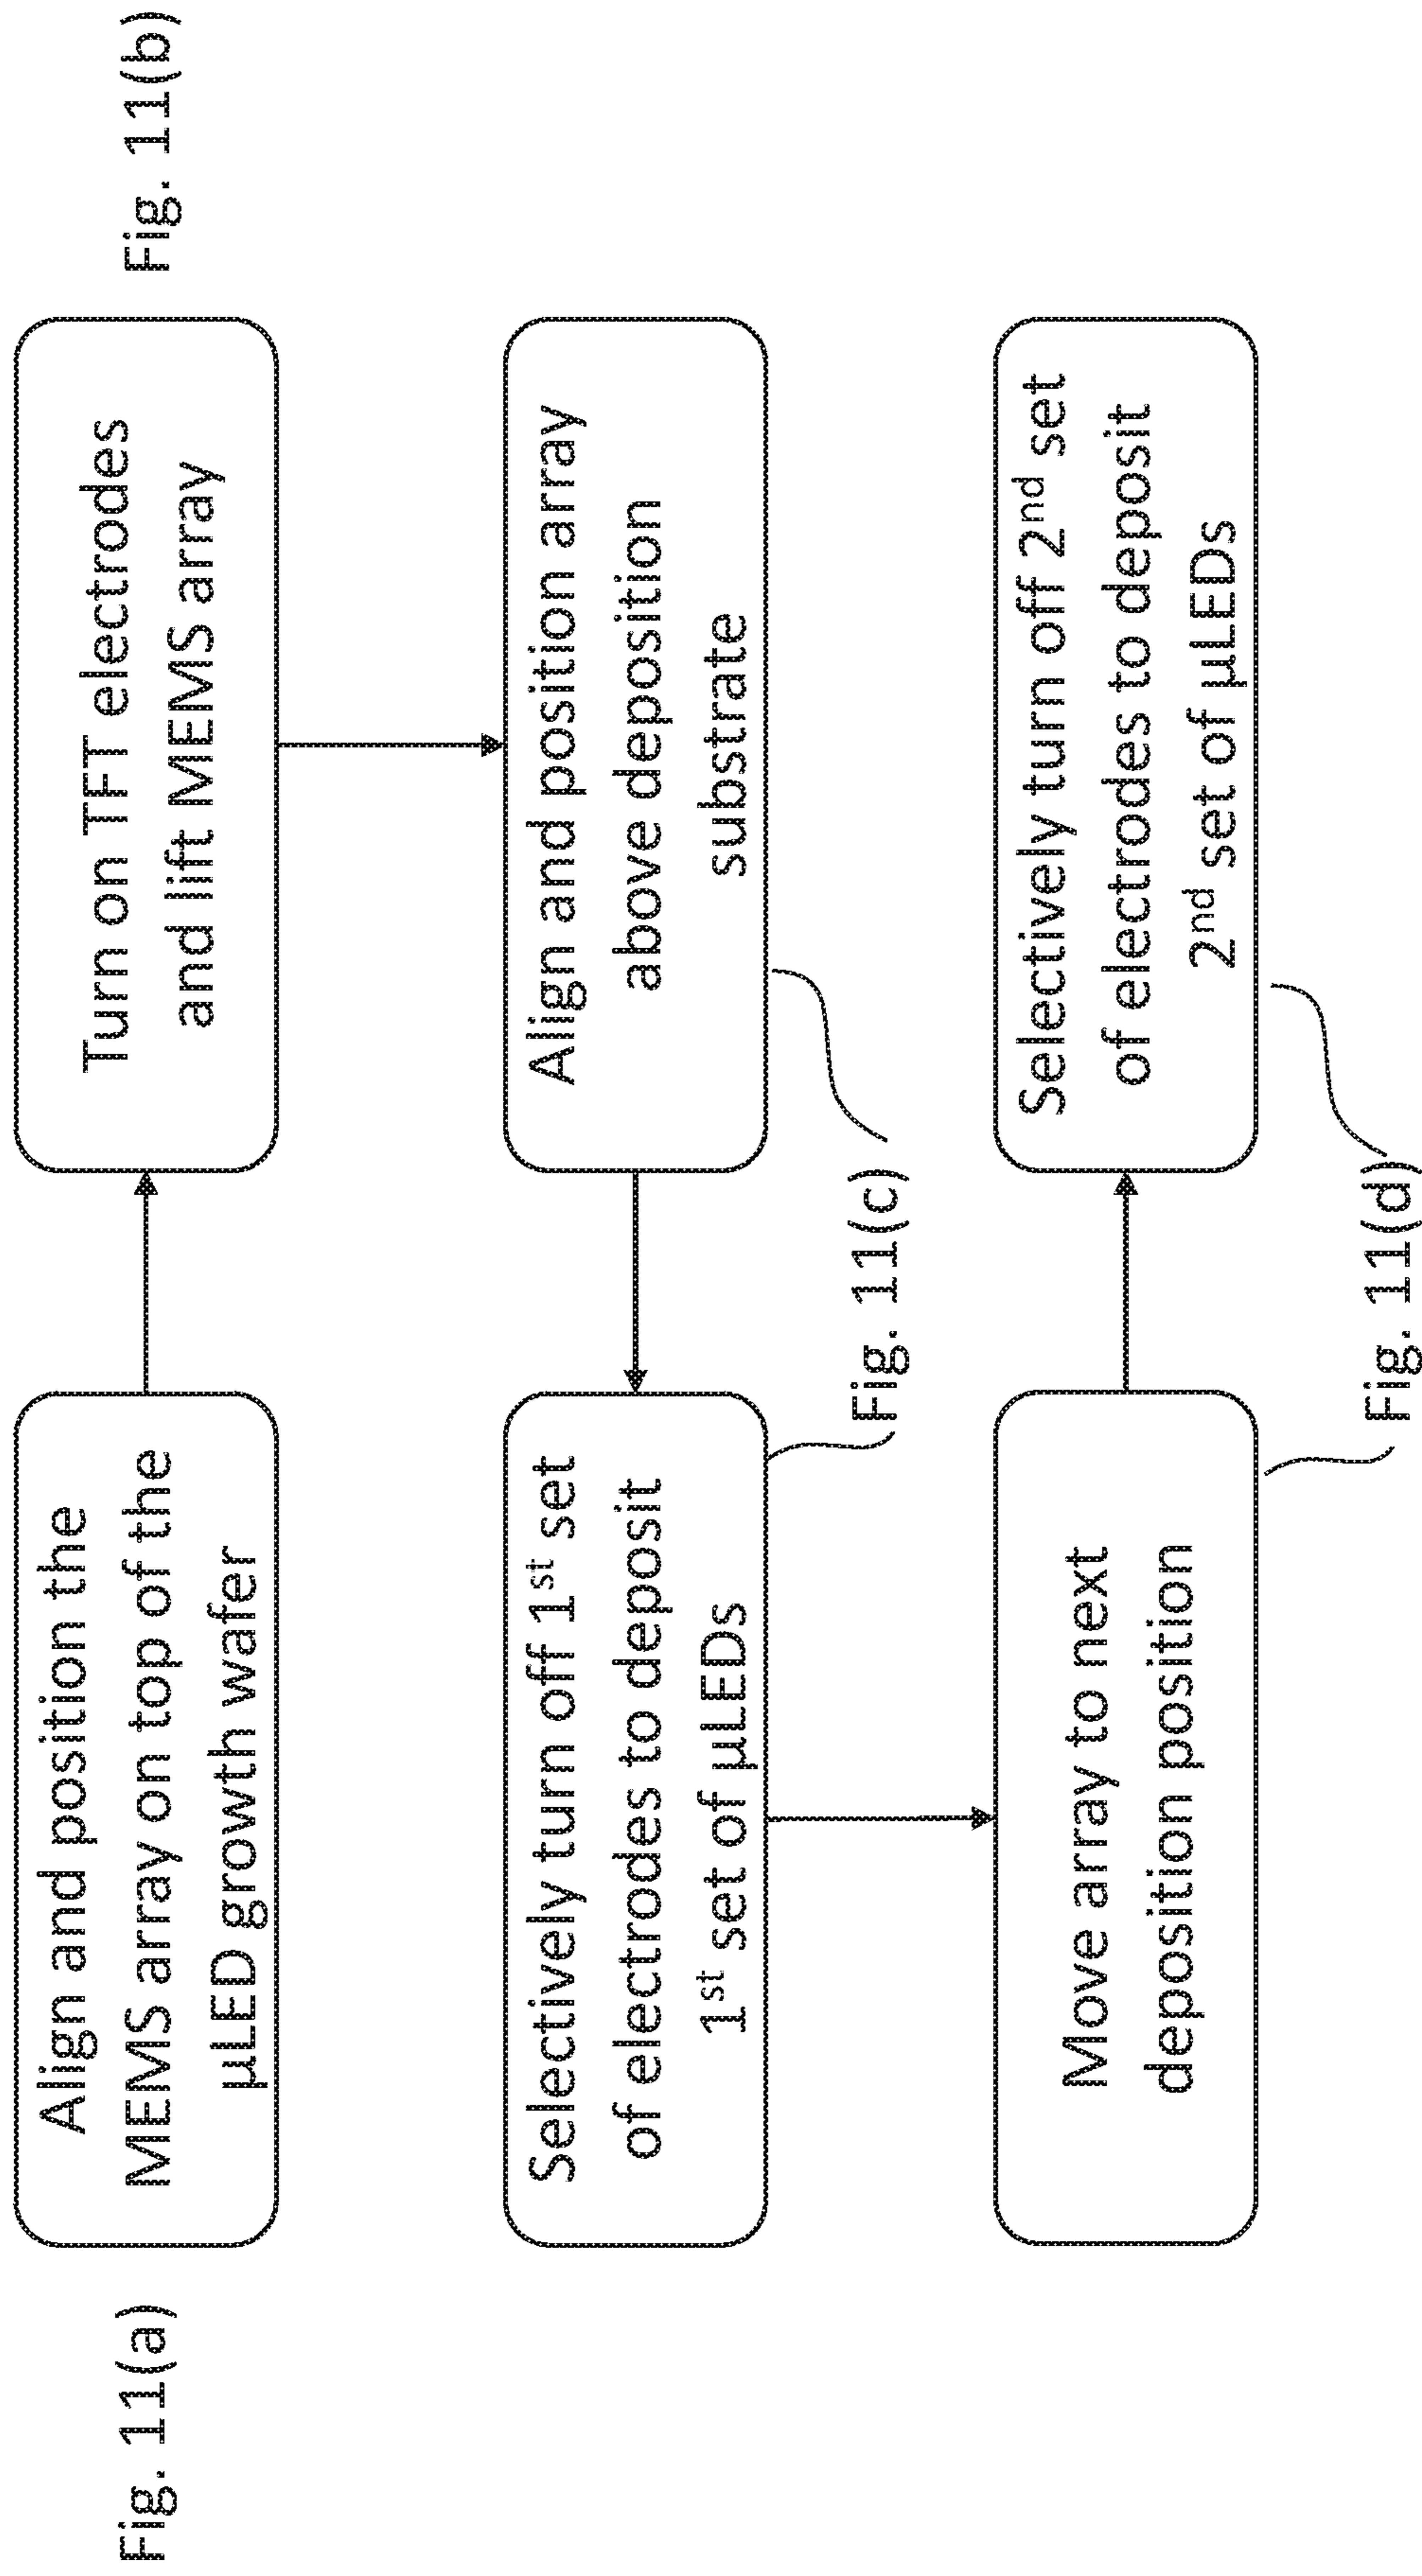 Fig. 11(a)
Align and position the
MEMS array on top of the
µLED growth wafer
Turn on TFT electrodes
and lift MEMS array
Fig. 11(b)
Align and position array
above deposition
substrate
Selectively turn off 1st set
of electrodes to deposit
1st set of µLEDs
Fig. 11(c)
Move array to next
deposition position
Selectively turn off 2nd set
of electrodes to deposit
2nd set of µLEDs
Fig. 11(d)